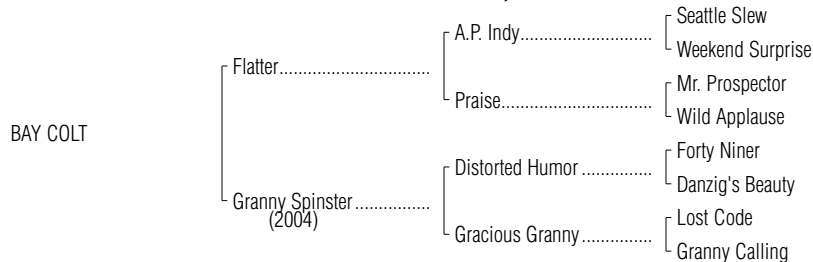 Seattle Slew
A.P. Indy
Weekend Surprise
Flatter
Mr. Prospector
Praise
Wild Applause
BAY COLT
Forty Niner
Distorted Humor
Danzig's Beauty
Granny Spinster
(2004)
Lost Code
Gracious Granny
Granny Calling